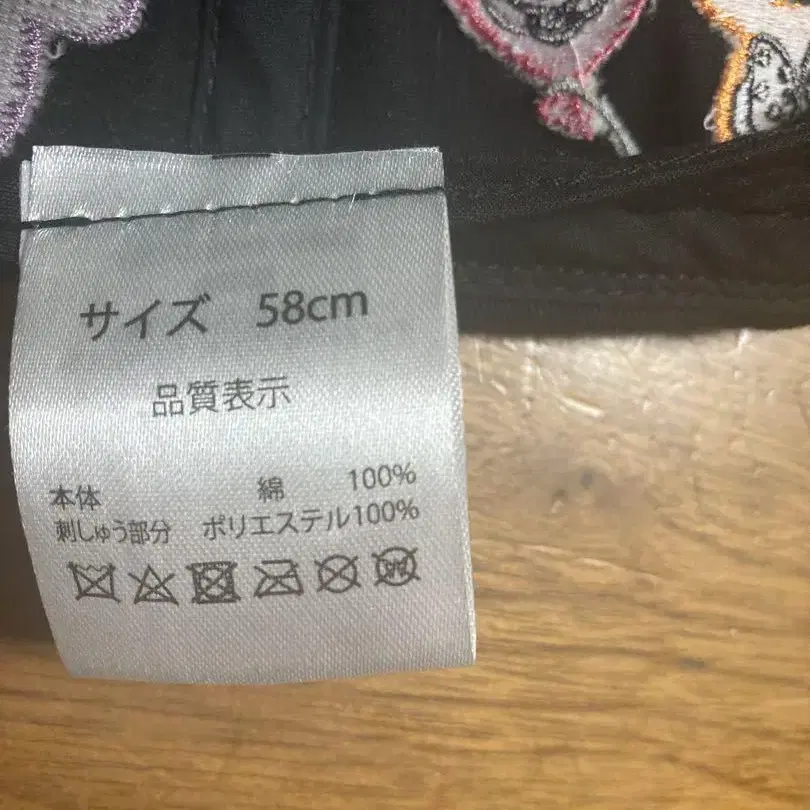 サイズ 58cm
品質表示
本体 綿 100%
刺しゅう部分 ポリエステル100%